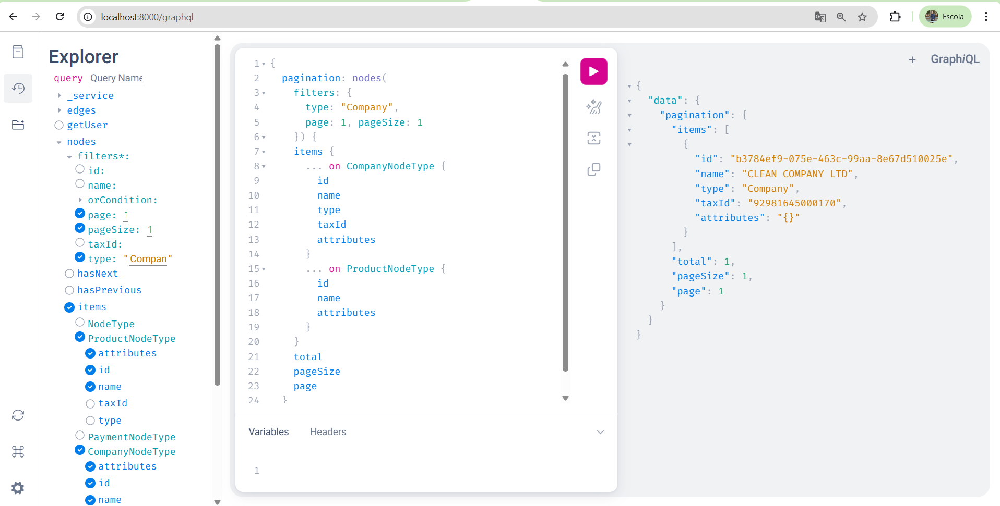 localhost:8000/graphql
Escola
Explorer
query Query Name
_service
edges
getUser
nodes
filters*:
id:
name:
orCondition:
page: 1
pageSize: 1
taxId:
type: "Compan"
hasNext
hasPrevious
items
NodeType
ProductNodeType
attributes
id
name
taxId
type
PaymentNodeType
CompanyNodeType
attributes
id
name
1 {
2 pagination: nodes(
3 filters: {
4 type: "Company",
5 page: 1, pageSize: 1
6 }) {
7 items {
8 ... on CompanyNodeType {
9 id
10 name
11 type
12 taxId
13 attributes
14 }
15 ... on ProductNodeType {
16 id
17 name
18 attributes
19 }
20 }
21 total
22 pageSize
23 page
24 }
Variables Headers
1
+ GraphiQL
{
"data": {
"pagination": {
"items": [
{
"id": "b3784ef9-075e-463c-99aa-8e67d510025e",
"name": "CLEAN COMPANY LTD",
"type": "Company",
"taxId": "92981645000170",
"attributes": "{}"
}
],
"total": 1,
"pageSize": 1,
"page": 1
}
}
}